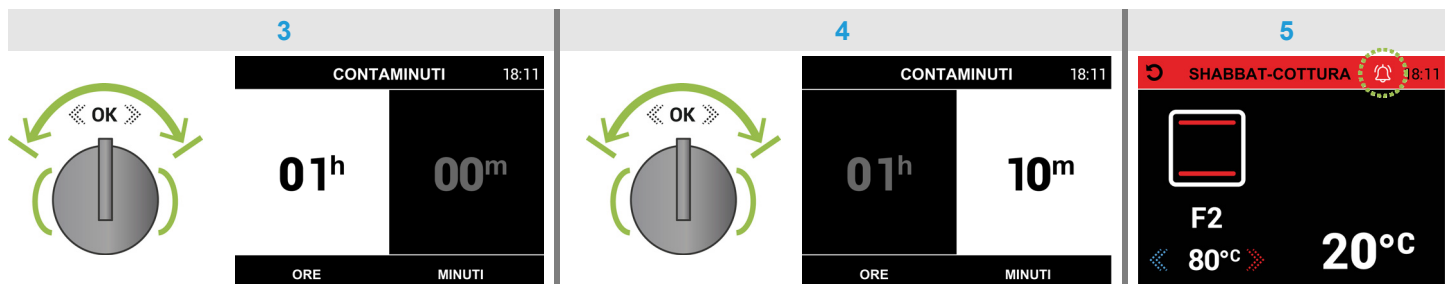 3
OK
CONTAMINUTI 18:11
01h 00m
ORE MINUTI
4
OK
CONTAMINUTI 18:11
01h 10m
ORE MINUTI
5
SHABBAT-COTTURA 18:11
F2
80°C 20°C